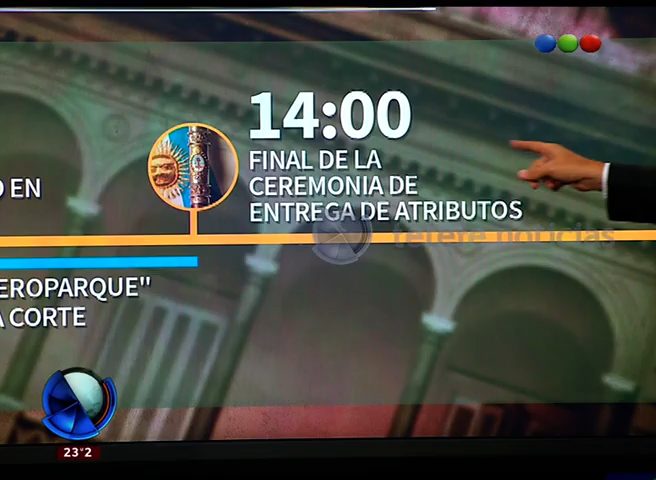 14:00
FINAL DE LA
CEREMONIA DE
ENTREGA DE ATRIBUTOS
O EN
telefe noticias
EROPARQUE"
A CORTE
23°2